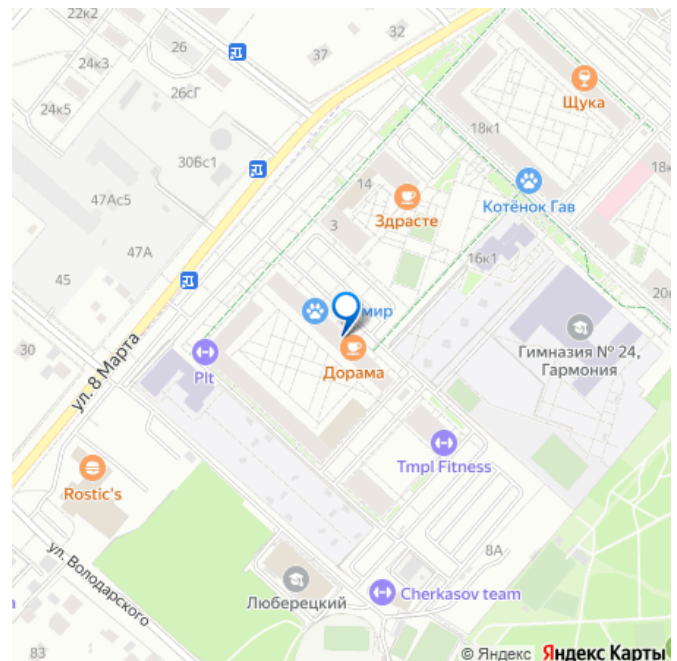 22к2
32
26
37
24к3
26сГ
24к5
Щука
18к1
30Бс1
14
18к
47Ас5
Здрасте
Котёнок Гав
3
47А
16к1
45
20к
мир
30
ул. 8 Марта
Plt
Дорама
Гимназия № 24,
Гармония
Tmpl Fitness
Rostic's
8А
ул. Володарского
Люберецкий
Cherkasov team
83
© Яндекс Яндекс Карты